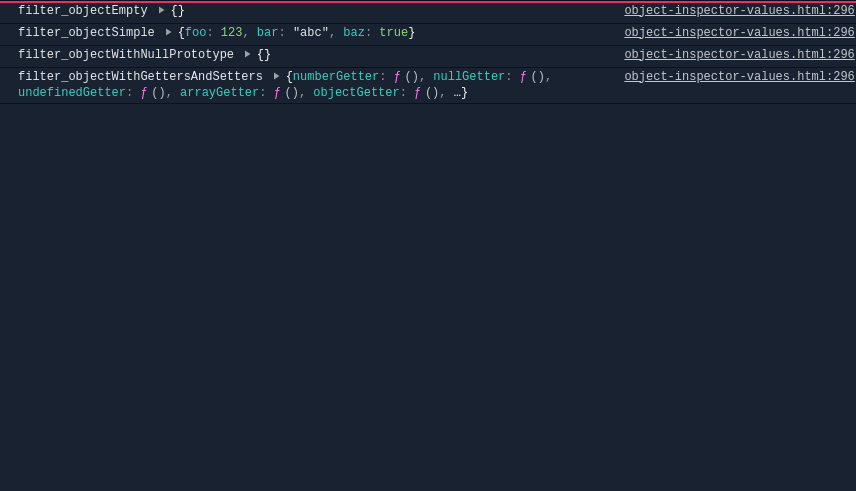 filter_objectEmpty ▶ {} object-inspector-values.html:296
filter_objectSimple ▶ {foo: 123, bar: "abc", baz: true} object-inspector-values.html:296
filter_objectWithNullPrototype ▶ {} object-inspector-values.html:296
filter_objectWithGettersAndSetters ▶ {numberGetter: ƒ (), nullGetter: ƒ (), object-inspector-values.html:296
undefinedGetter: ƒ (), arrayGetter: ƒ (), objectGetter: ƒ (), …}